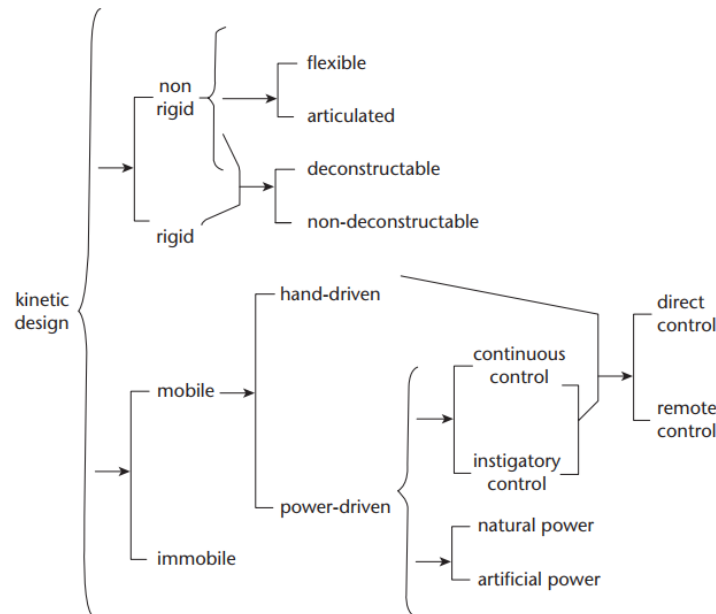 flexible
non
rigid
articulated
deconstructable
non-deconstructable
rigid
hand-driven
kinetic
design
direct
control
continuous
control
mobile
remote
control
instigatory
control
power-driven
natural power
immobile
artificial power